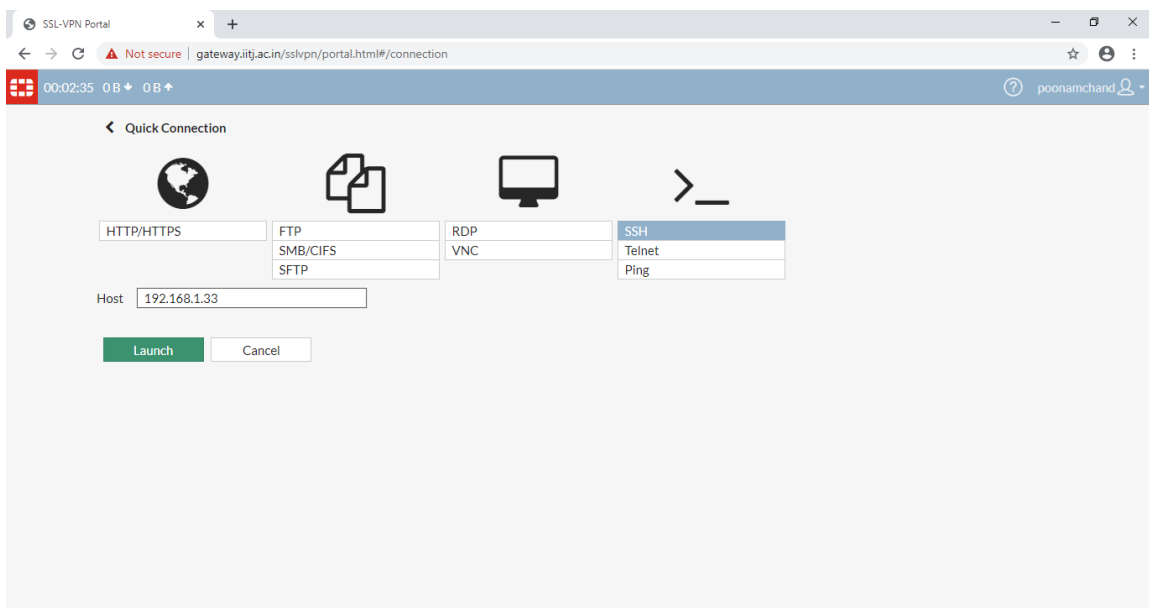 SSL-VPN Portal
Not secure | gateway.iitj.ac.in/sslvpn/portal.html#/connection
00:02:35 0 B 0 B poonamchand
Quick Connection
HTTP/HTTPS FTP RDP SSH
SMB/CIFS VNC Telnet
SFTP Ping
Host 192.168.1.33
Launch Cancel